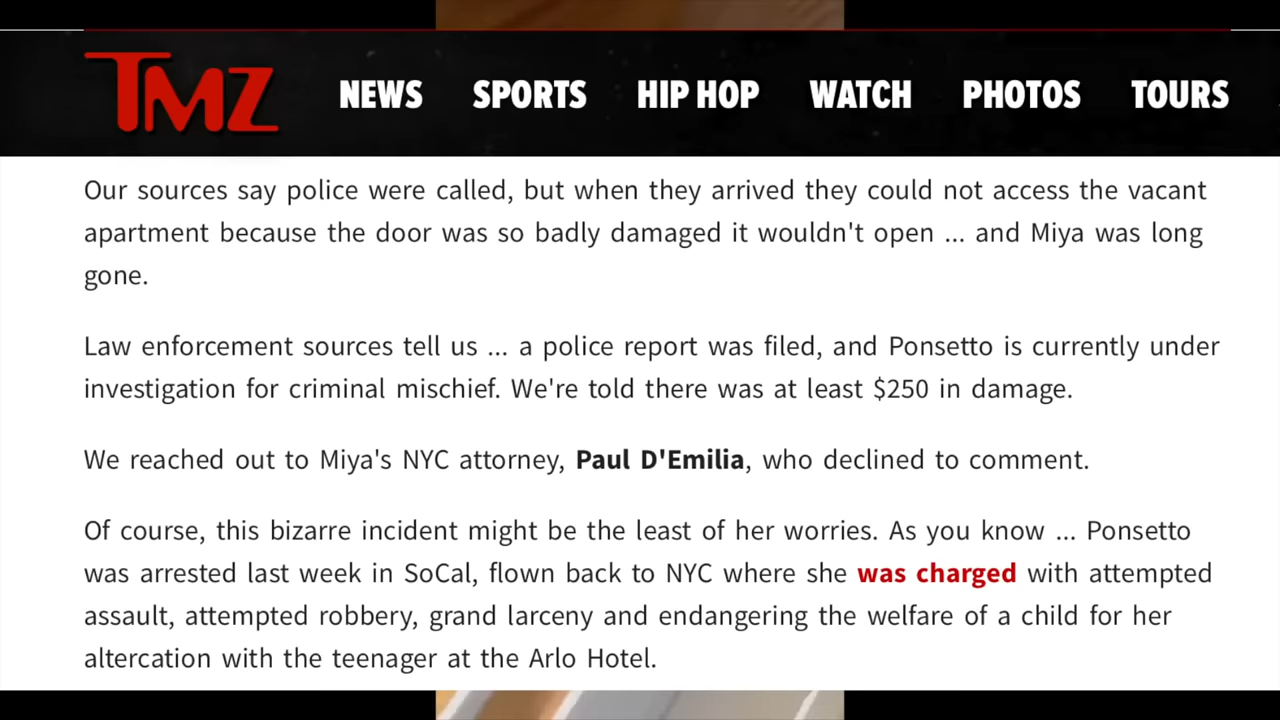 TMZ NEWS SPORTS HIP HOP WATCH PHOTOS TOURS
Our sources say police were called, but when they arrived they could not access the vacant
apartment because the door was so badly damaged it wouldn't open ... and Miya was long
gone.
Law enforcement sources tell us ... a police report was filed, and Ponsetto is currently under
investigation for criminal mischief. We're told there was at least $250 in damage.
We reached out to Miya's NYC attorney, Paul D'Emilia, who declined to comment.
Of course, this bizarre incident might be the least of her worries. As you know ... Ponsetto
was arrested last week in SoCal, flown back to NYC where she was charged with attempted
assault, attempted robbery, grand larceny and endangering the welfare of a child for her
altercation with the teenager at the Arlo Hotel.